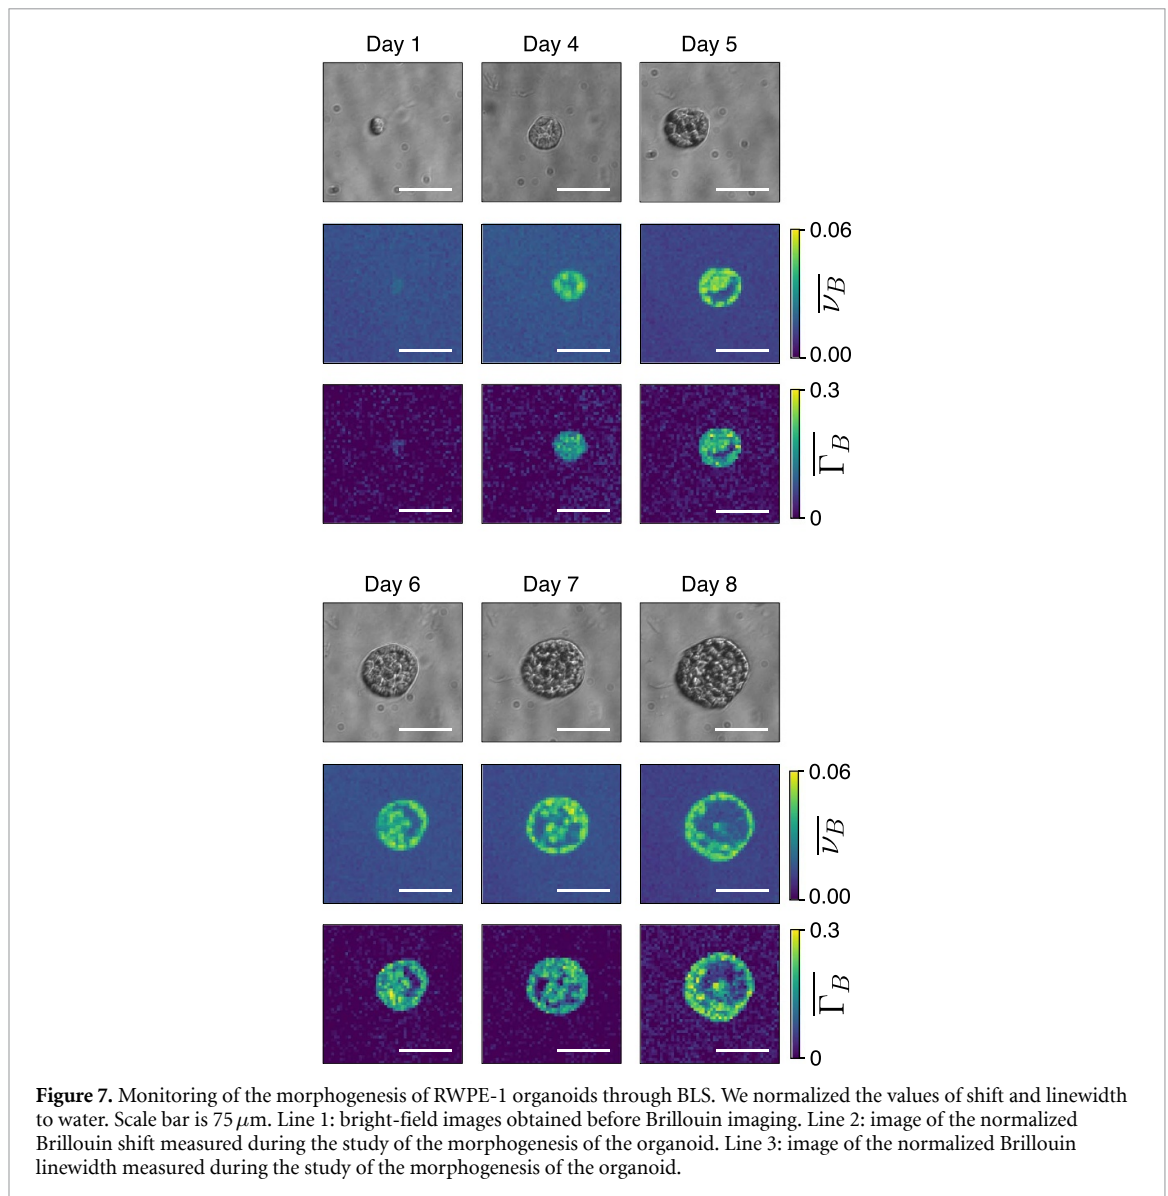 Day 1 Day 4 Day 5
0.06
ν_B
0.00
0.3
Γ_B
0
Day 6 Day 7 Day 8
0.06
ν_B
0.00
0.3
Γ_B
0
Figure 7. Monitoring of the morphogenesis of RWPE-1 organoids through BLS. We normalized the values of shift and linewidth
to water. Scale bar is 75 μm. Line 1: bright-field images obtained before Brillouin imaging. Line 2: image of the normalized
Brillouin shift measured during the study of the morphogenesis of the organoid. Line 3: image of the normalized Brillouin
linewidth measured during the study of the morphogenesis of the organoid.